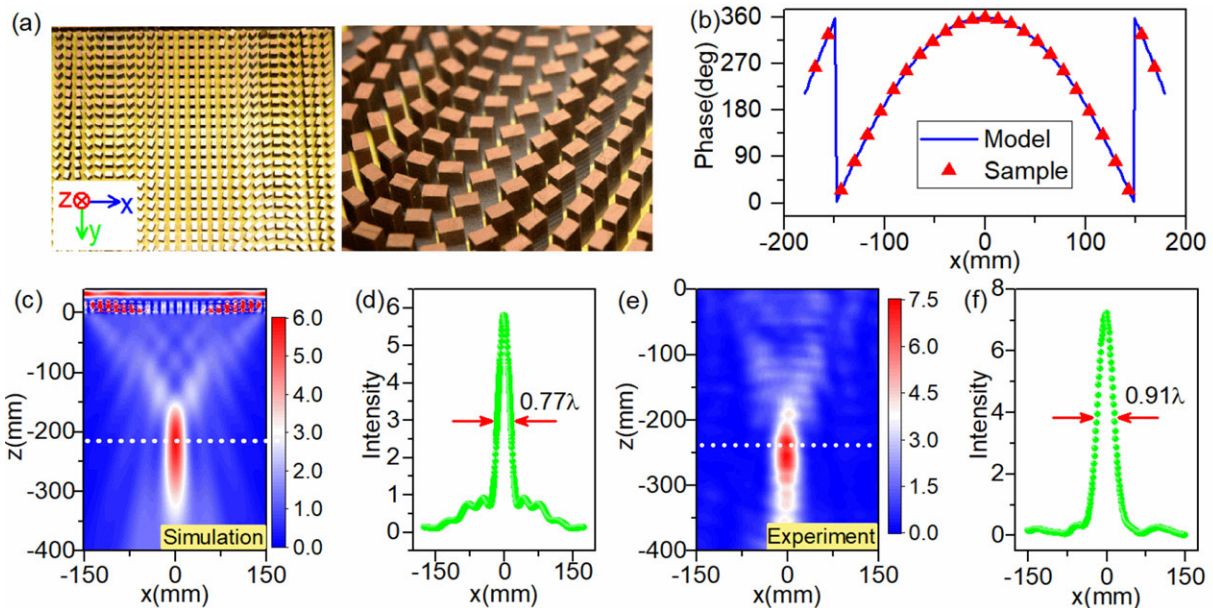 (a)
z
x
y
(b)
Phase(deg)
360
270
180
90
0
Model
Sample
-200
-100
0
100
200
x(mm)
(c)
z(mm)
0
-100
-200
-300
-400
Simulation
-150
0
150
x(mm)
6.0
5.0
4.0
3.0
2.0
1.0
0.0
(d)
Intensity
6
5
4
3
2
1
0
0.77λ
-150
0
150
x(mm)
(e)
z(mm)
0
-100
-200
-300
-400
Experiment
-150
0
150
x(mm)
7.5
6.0
4.5
3.0
1.5
0.0
(f)
Intensity
8
6
4
2
0
0.91λ
-150
0
150
x(mm)